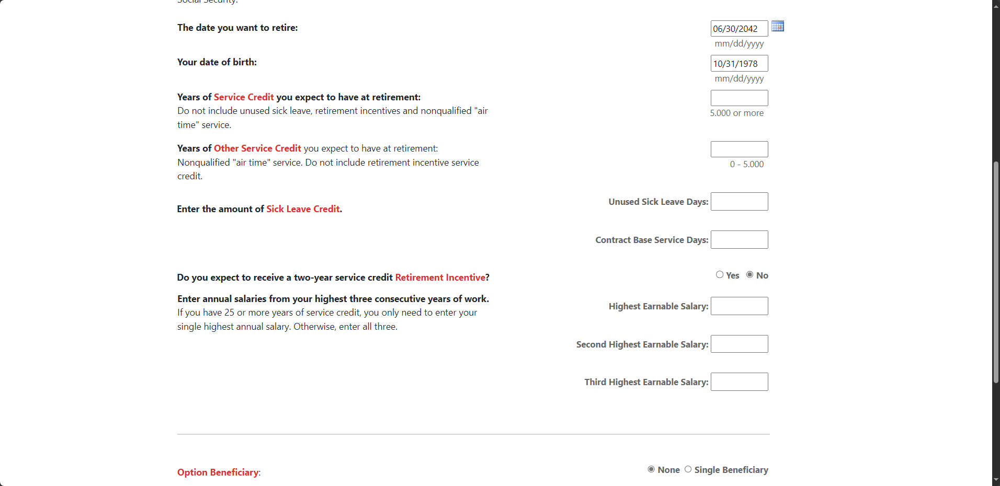 Social Security.
The date you want to retire:
06/30/2042
mm/dd/yyyy
Your date of birth:
10/31/1978
mm/dd/yyyy
Years of Service Credit you expect to have at retirement:
Do not include unused sick leave, retirement incentives and nonqualified "air
time" service.
5.000 or more
Years of Other Service Credit you expect to have at retirement:
Nonqualified "air time" service. Do not include retirement incentive service
credit.
0 - 5.000
Enter the amount of Sick Leave Credit.
Unused Sick Leave Days:
Contract Base Service Days:
Do you expect to receive a two-year service credit Retirement Incentive?
Yes No
Enter annual salaries from your highest three consecutive years of work.
If you have 25 or more years of service credit, you only need to enter your
single highest annual salary. Otherwise, enter all three.
Highest Earnable Salary:
Second Highest Earnable Salary:
Third Highest Earnable Salary:
Option Beneficiary:
None Single Beneficiary